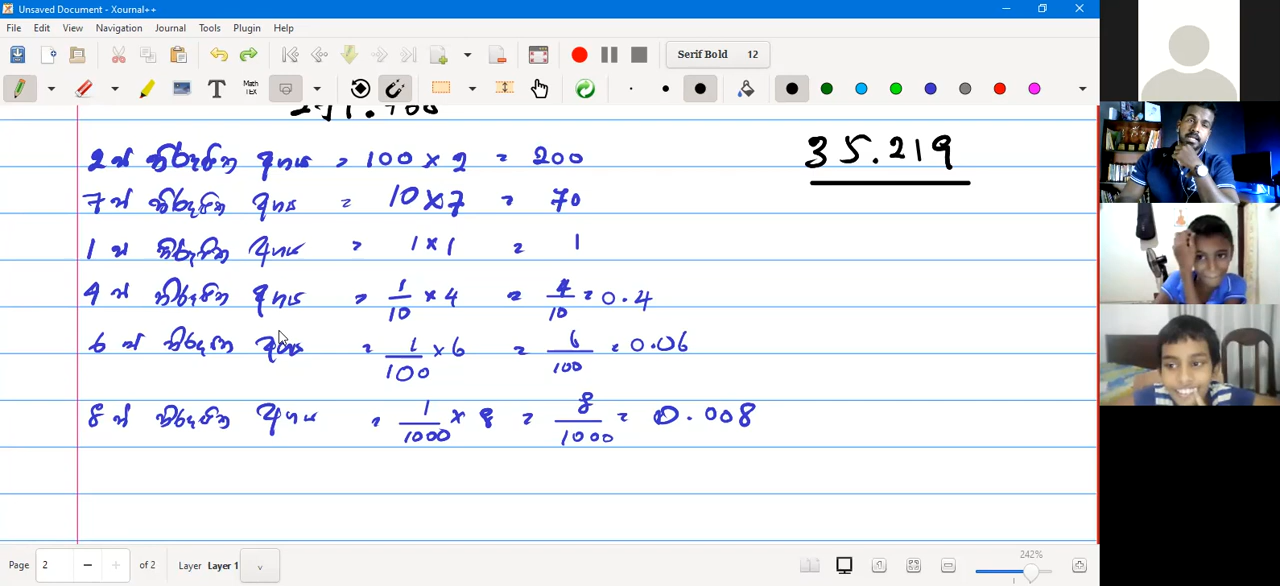 Unsaved Document - Xournal++
File Edit View Navigation Journal Tools Plugin Help
Serif Bold 12
Math TEX
35.219
2 න් නිරූපිත අගය = 100 × 2 = 200
7 න් නිරූපිත අගය = 10 × 7 = 70
1 න් නිරූපිත අගය = 1 × 1 = 1
4 න් නිරූපිත අගය = 1/10 × 4 = 4/10 = 0.4
6 න් නිරූපිත අගය = 1/100 × 6 = 6/100 = 0.06
8 න් නිරූපිත අගය = 1/1000 × 8 = 8/1000 = 0.008
Page 2 of 2 Layer Layer 1 242%